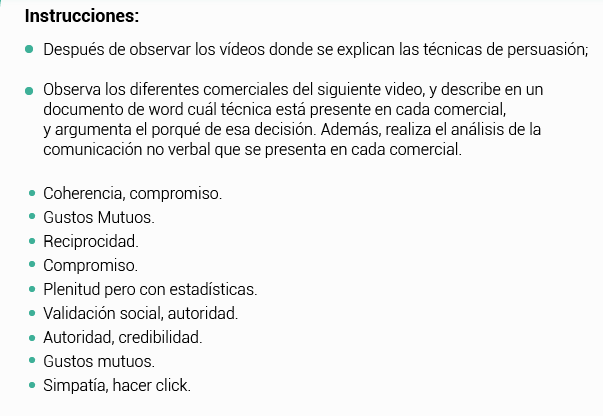 Instrucciones:
Después de observar los vídeos donde se explican las técnicas de persuasión;
Observa los diferentes comerciales del siguiente video, y describe en un
documento de word cuál técnica está presente en cada comercial,
y argumenta el porqué de esa decisión. Además, realiza el análisis de la
comunicación no verbal que se presenta en cada comercial.
Coherencia, compromiso.
Gustos Mutuos.
Reciprocidad.
Compromiso.
Plenitud pero con estadísticas.
Validación social, autoridad.
Autoridad, credibilidad.
Gustos mutuos.
Simpatía, hacer click.